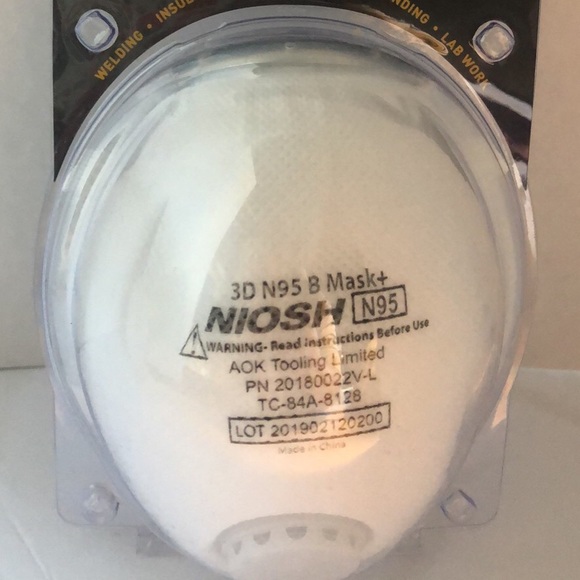 WELDING • INSU
NDING • LAB WORK
3D N95 B Mask+
NIOSH N95
WARNING- Read Instructions Before Use
AOK Tooling Limited
PN 20180022V-L
TC-84A-8126
LOT 201902120200
Made in China